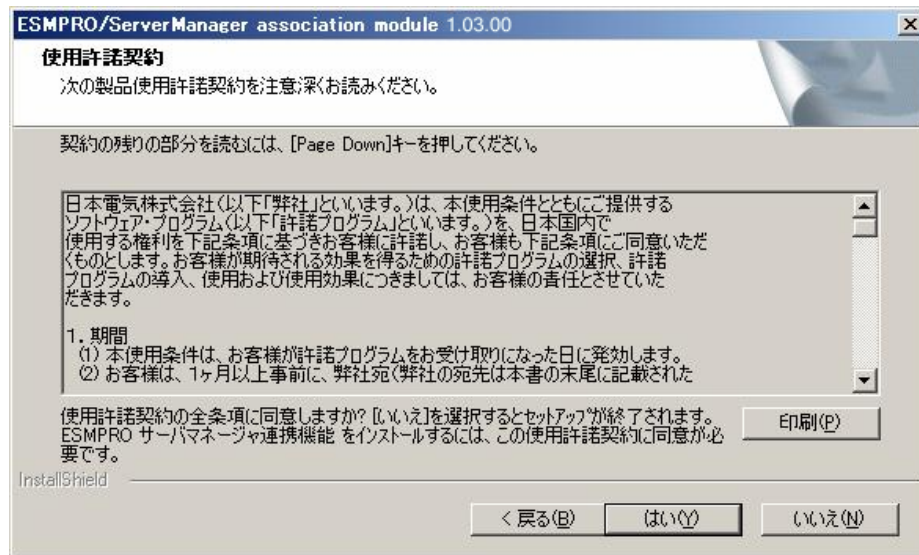 ESMPRO/ServerManager association module 1.03.00
使用許諾契約
次の製品使用許諾契約を注意深くお読みください。
契約の残りの部分を読むには、[Page Down]キーを押してください。
日本電気株式会社(以下「弊社」といいます。)は、本使用条件とともにご提供する
ソフトウェア・プログラム(以下「許諾プログラム」といいます。)を、日本国内で
使用する権利を下記条項に基づきお客様に許諾し、お客様も下記条項にご同意いただ
くものとします。お客様が期待される効果を得るための許諾プログラムの選択、許諾
プログラムの導入、使用および使用効果につきましては、お客様の責任とさせていた
だきます。
1. 期間
(1) 本使用条件は、お客様が許諾プログラムをお受け取りになった日に発効します。
(2) お客様は、1ヶ月以上事前に、弊社宛(弊社の宛先は本書の末尾に記載された
使用許諾契約の全条項に同意しますか? [いいえ]を選択するとセットアップが終了されます。
ESMPRO サーバマネージャ連携機能 をインストールするには、この使用許諾契約に同意が必
要です。
印刷(P)
InstallShield
< 戻る(B)
はい(Y)
いいえ(N)